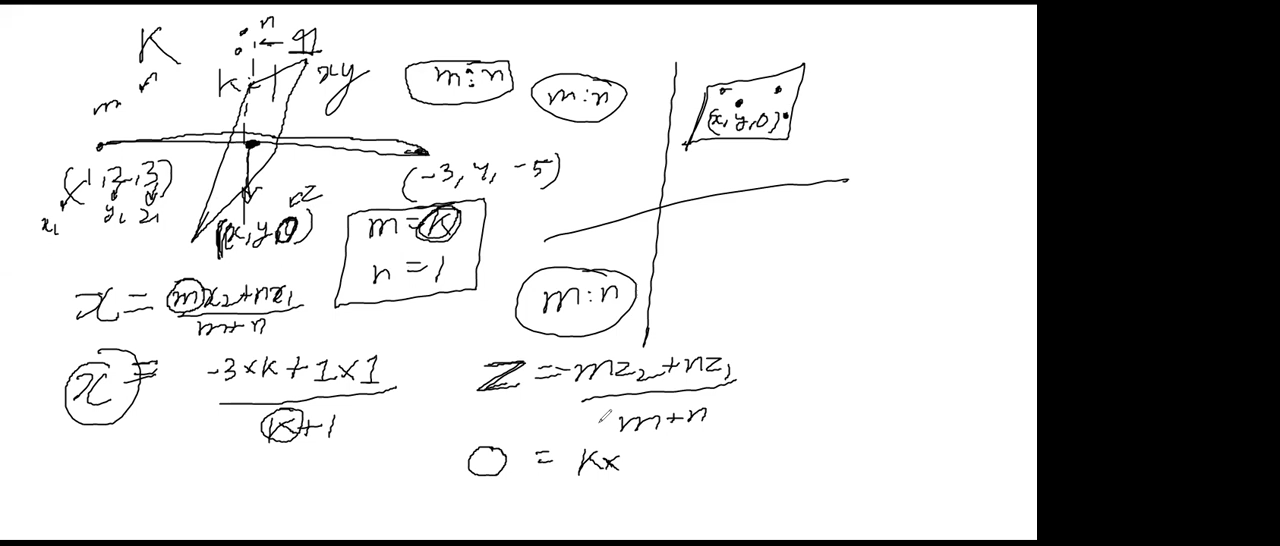 K
n
k : 1
xy
m : n
m : n
m
(x, y, 0)
(1, 2, 3)
(-3, 4, -5)
x₁ y₁ z₁
z
(x, y, 0)
m = K
n = 1
m : n
x = mx₂+nx₁ / m+n
x = -3×k+1×1 / k+1
z = mz₂+nz₁ / m+n
0 = k×